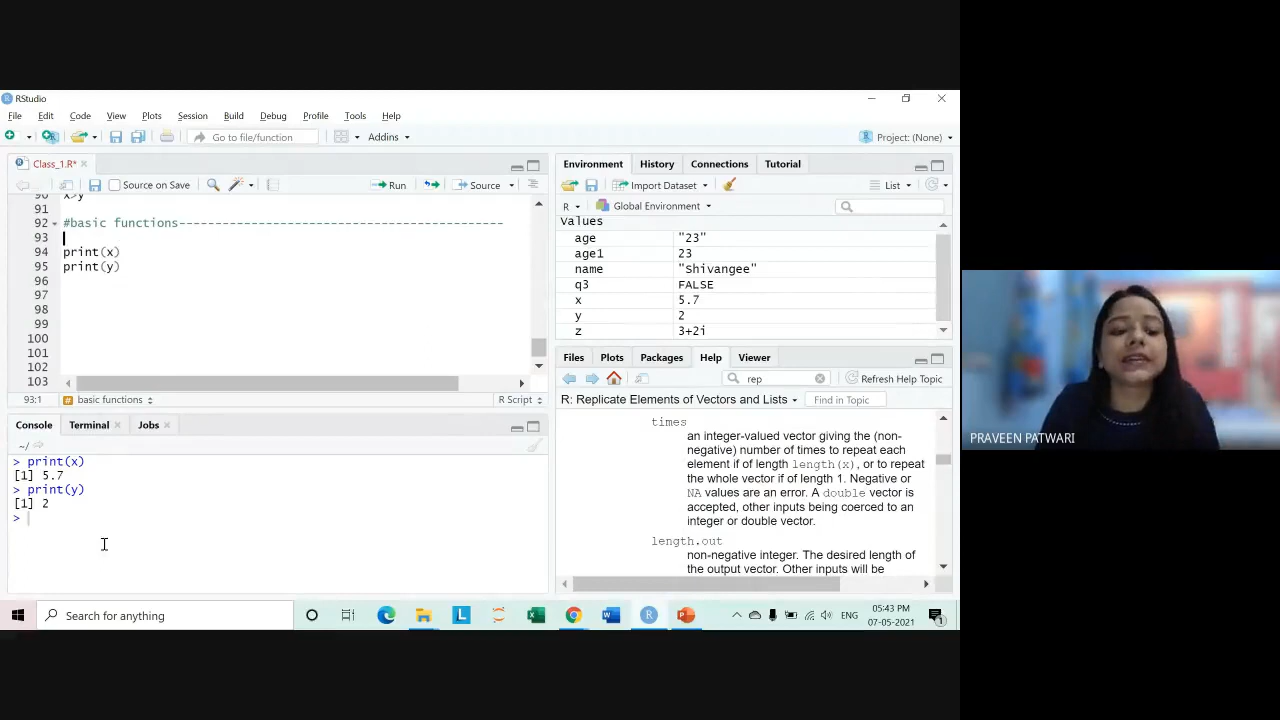 RStudio
File Edit Code View Plots Session Build Debug Profile Tools Help
Go to file/function Addins Project: (None)
Class_1.R*
Source on Save Run Source
90 x>y
91
92 #basic functions----------------------------------------------
93
94 print(x)
95 print(y)
96
97
98
99
100
101
102
103
93:1 basic functions R Script
Console Terminal Jobs
~/
> print(x)
[1] 5.7
> print(y)
[1] 2
>
Environment History Connections Tutorial
Import Dataset List
R Global Environment
Values
age "23"
age1 23
name "Shivangee"
q3 FALSE
x 5.7
y 2
z 3+2i
Files Plots Packages Help Viewer
rep Refresh Help Topic
R: Replicate Elements of Vectors and Lists Find in Topic
times
an integer-valued vector giving the (non-
negative) number of times to repeat each
element if of length length(x), or to repeat
the whole vector if of length 1. Negative or
NA values are an error. A double vector is
accepted, other inputs being coerced to an
integer or double vector.
length.out
non-negative integer. The desired length of
the output vector. Other inputs will be
PRAVEEN PATWARI
Search for anything
ENG
05:43 PM
07-05-2021